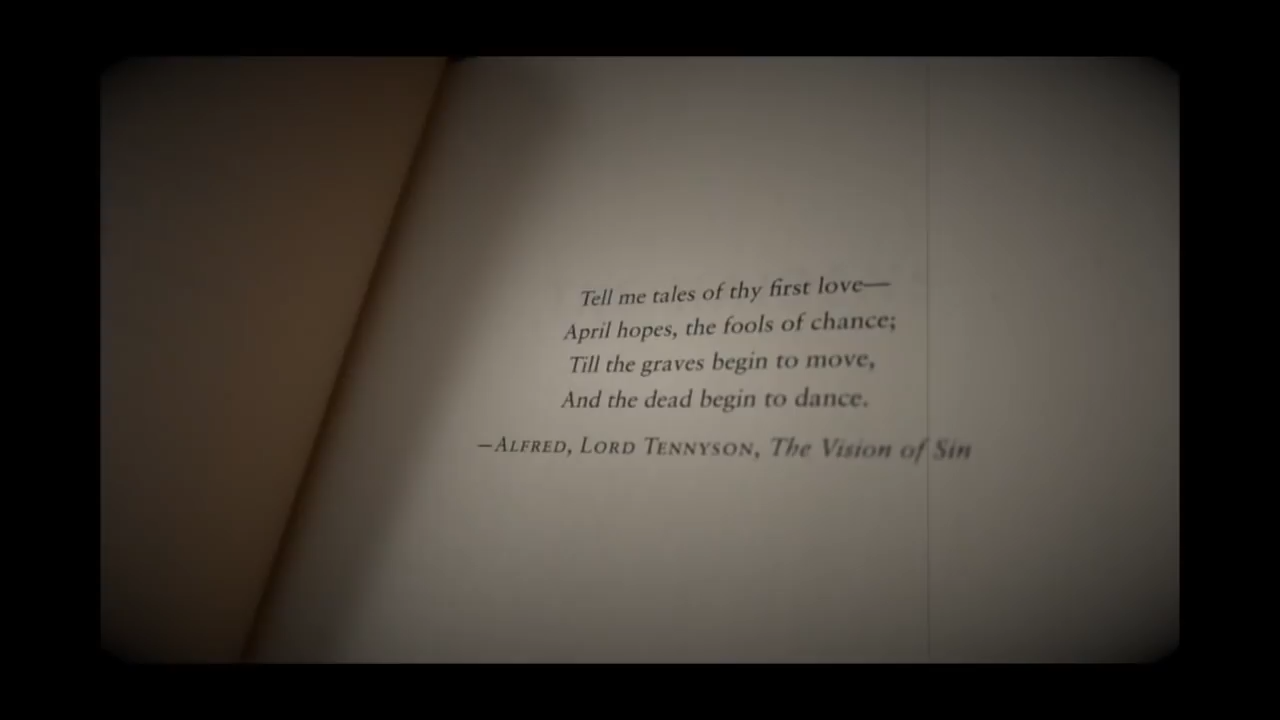 Tell me tales of thy first love—
April hopes, the fools of chance;
Till the graves begin to move,
And the dead begin to dance.
—ALFRED, LORD TENNYSON, The Vision of Sin